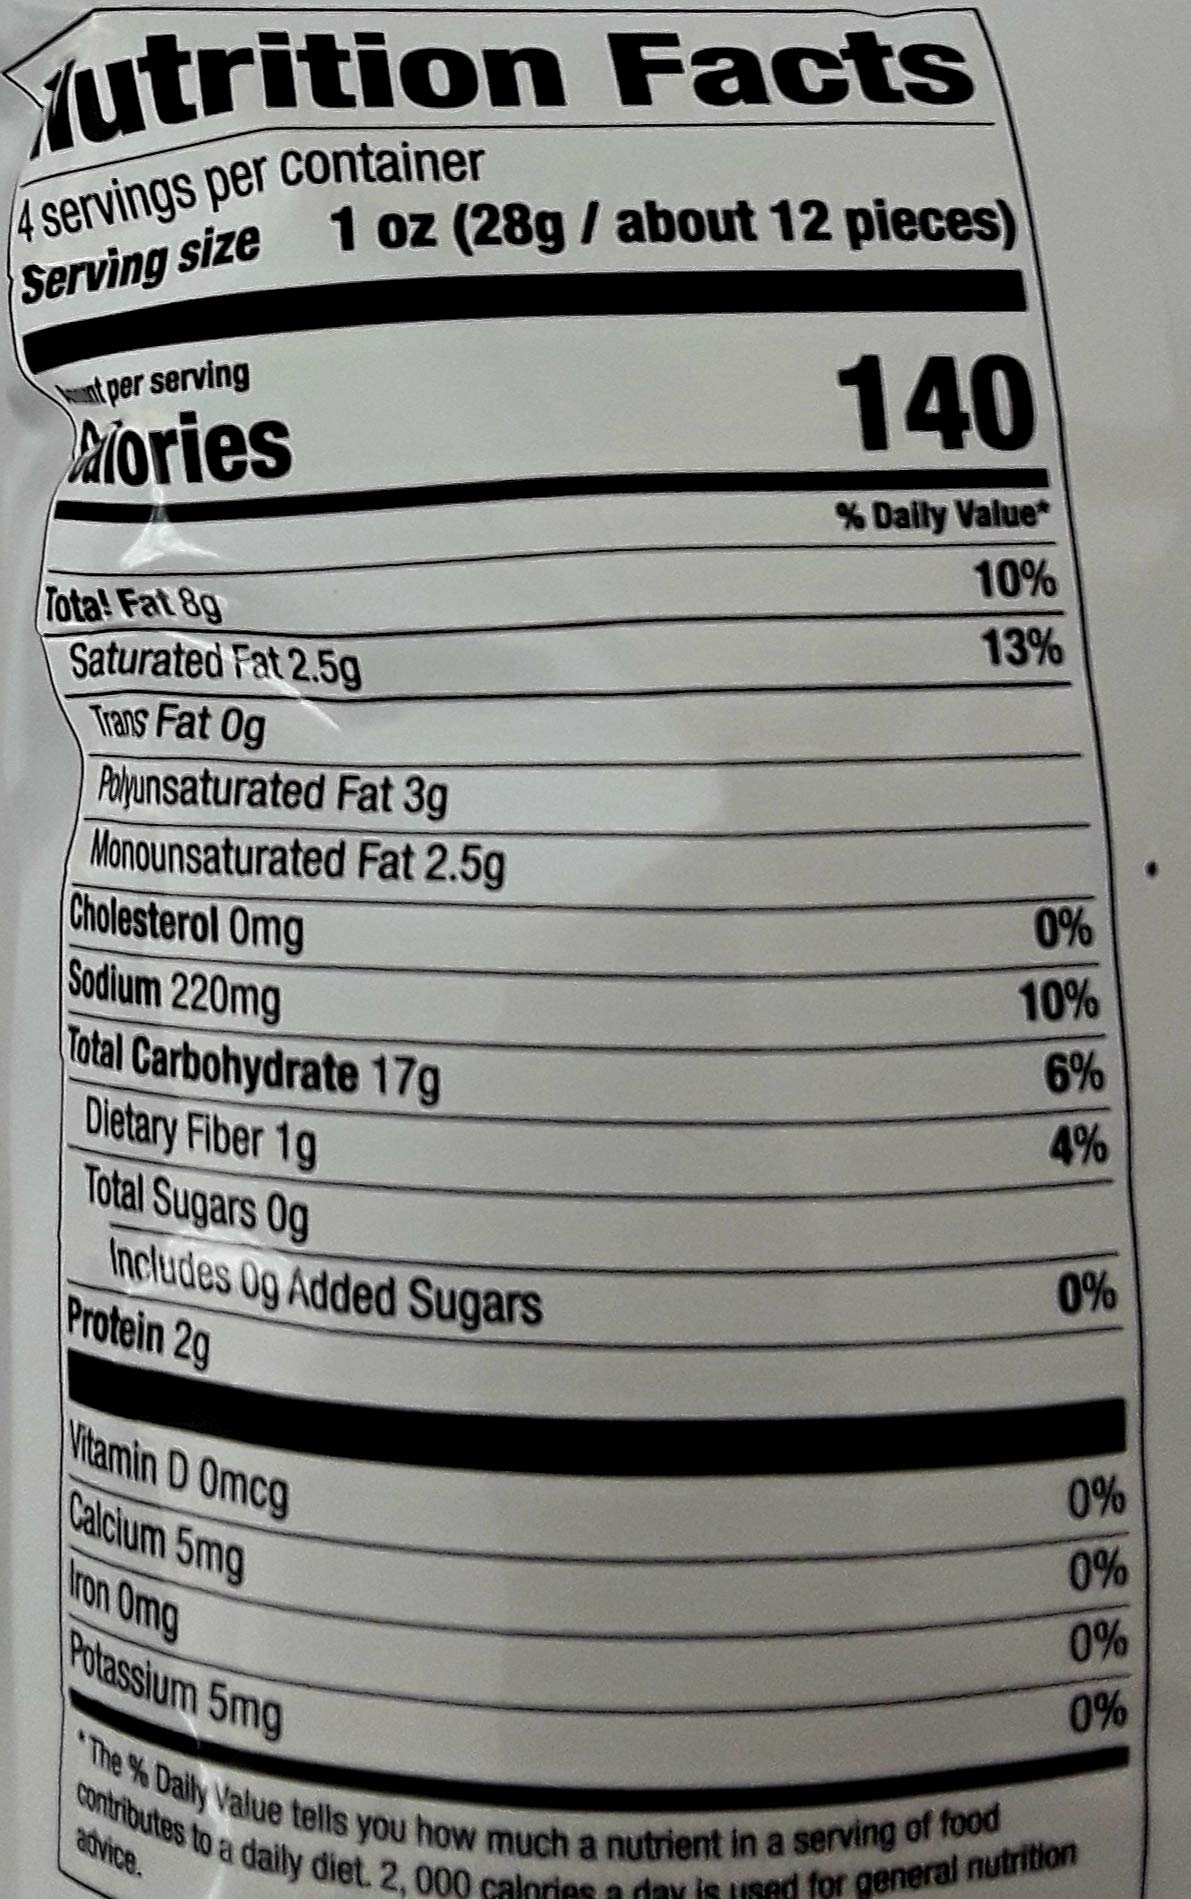 Nutrition Facts
4 servings per container
Serving size 1 oz (28g / about 12 pieces)
Amount per serving
Calories 140
% Daily Value*
Total Fat 8g 10%
Saturated Fat 2.5g 13%
Trans Fat 0g
Polyunsaturated Fat 3g
Monounsaturated Fat 2.5g
Cholesterol 0mg 0%
Sodium 220mg 10%
Total Carbohydrate 17g 6%
Dietary Fiber 1g 4%
Total Sugars 0g
Includes 0g Added Sugars 0%
Protein 2g
Vitamin D 0mcg 0%
Calcium 5mg 0%
Iron 0mg 0%
Potassium 5mg 0%
* The % Daily Value tells you how much a nutrient in a serving of food
contributes to a daily diet. 2, 000 calories a day is used for general nutrition
advice.